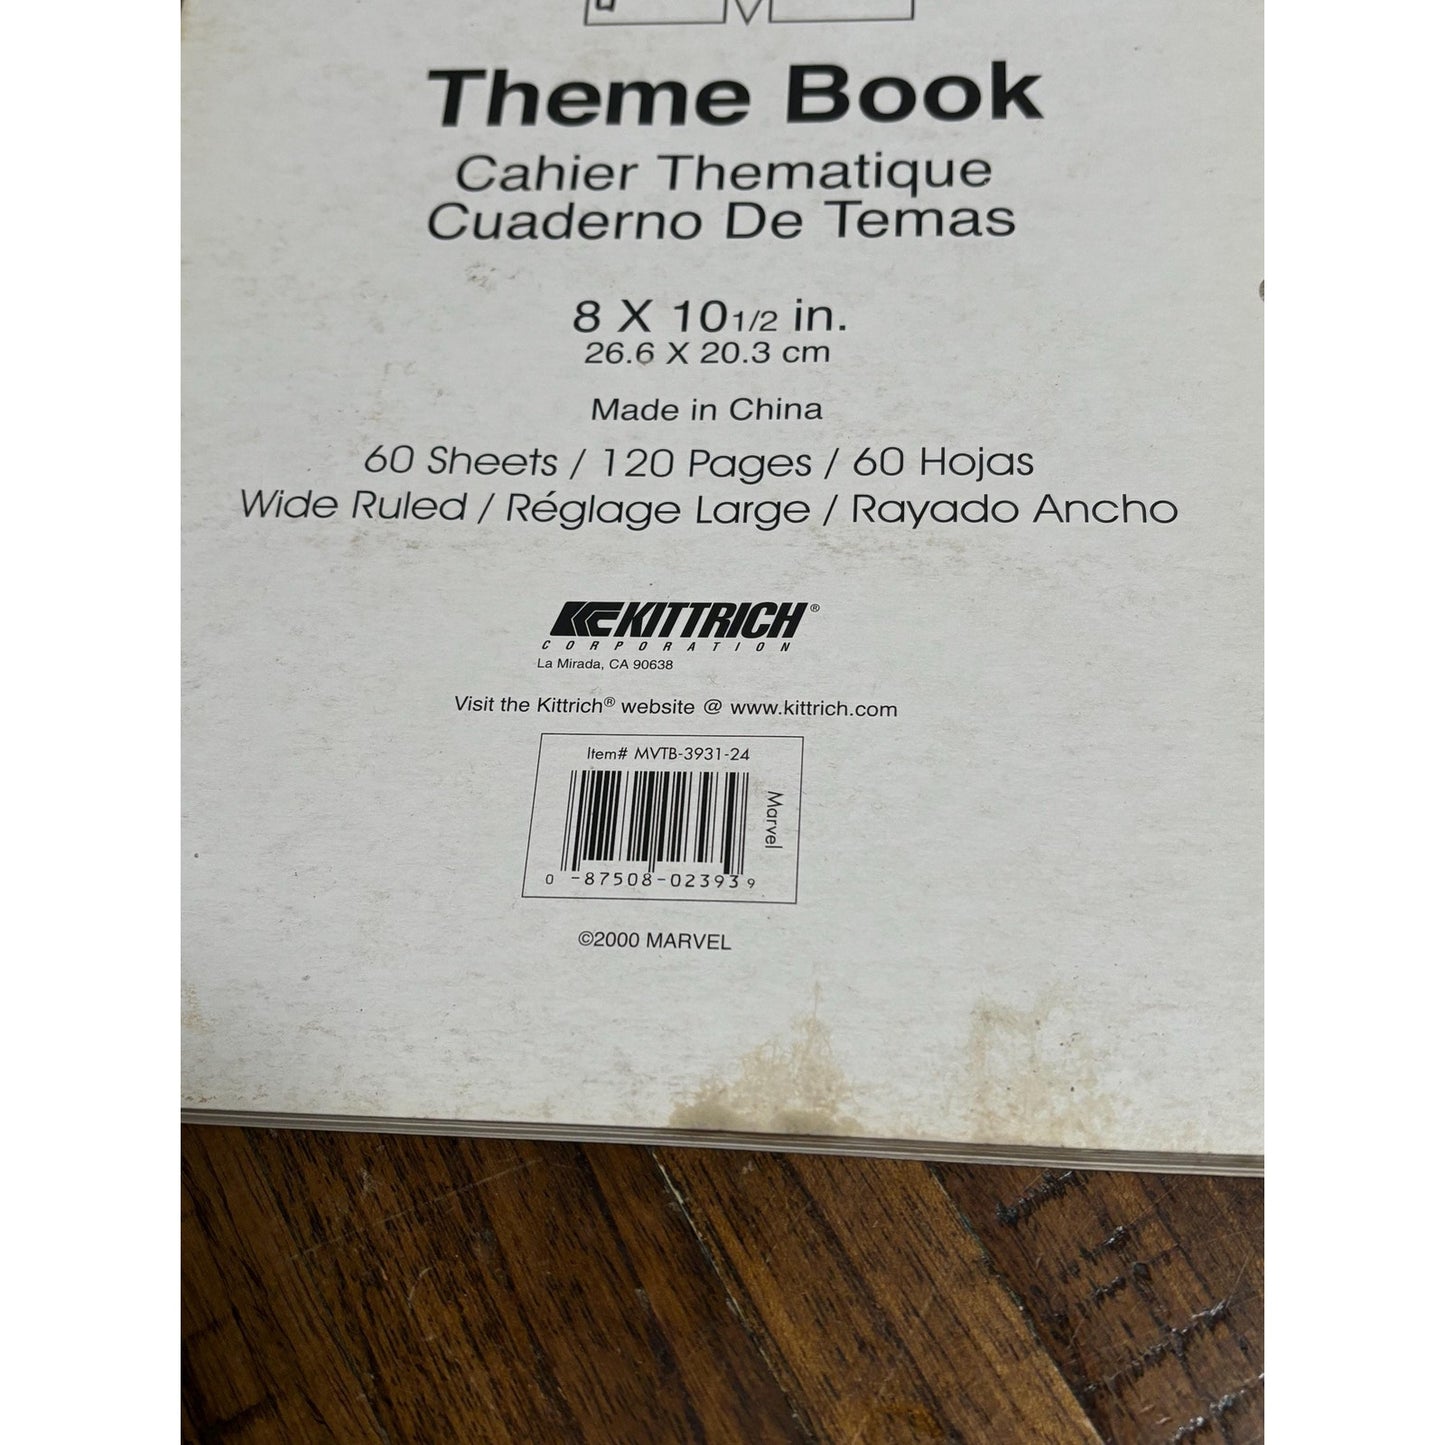 Theme Book
Cahier Thematique
Cuaderno De Temas
8 X 10 1/2 in.
26.6 X 20.3 cm
Made in China
60 Sheets / 120 Pages / 60 Hojas
Wide Ruled / Réglage Large / Rayado Ancho
KITTRICH®
CORPORATION
La Mirada, CA 90638
Visit the Kittrich® website @ www.kittrich.com
Item# MVTB-3931-24
Marvel
0 -87508-02393 9
©2000 MARVEL